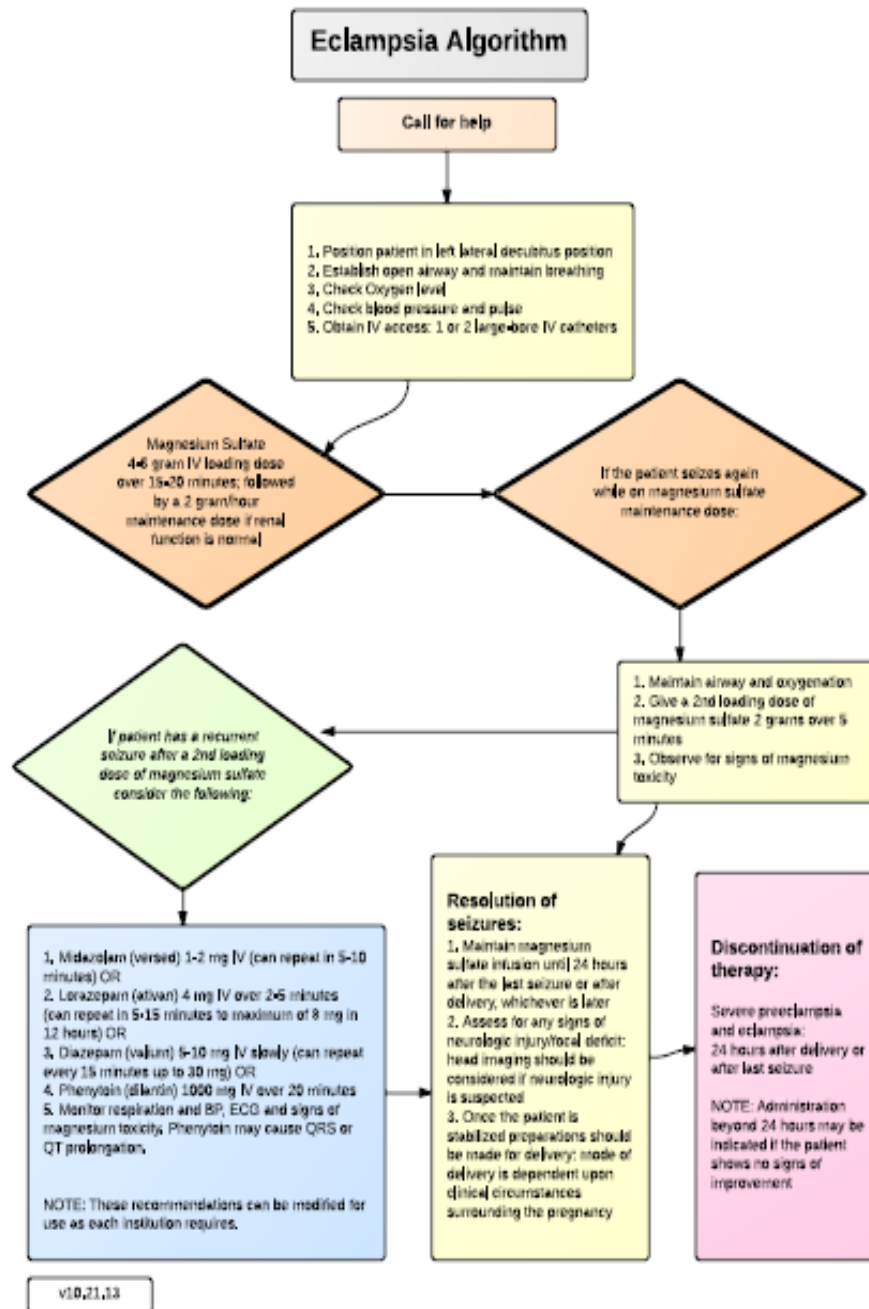 Eclampsia Algorithm
Call for help
1. Position patient in left lateral decubitus position
2. Establish open airway and maintain breathing
3. Check Oxygen level
4. Check blood pressure and pulse
5. Obtain IV access: 1 or 2 large-bore IV catheters
Magnesium Sulfate
4-6 gram IV loading dose
over 15-20 minutes; followed
by a 2 gram/hour
maintenance dose if renal
function is normal
If the patient seizes again
while on magnesium sulfate
maintenance dose:
1. Maintain airway and oxygenation
2. Give a 2nd loading dose of
magnesium sulfate 2 grams over 5
minutes
3. Observe for signs of magnesium
toxicity
If patient has a recurrent
seizure after a 2nd loading
dose of magnesium sulfate
consider the following:
1. Midazolam (versed) 1-2 mg IV (can repeat in 5-10
minutes) OR
2. Lorazepam (ativan) 4 mg IV over 2-5 minutes
(can repeat in 5-15 minutes to maximum of 8 mg in
12 hours) OR
3. Diazepam (valium) 5-10 mg IV slowly (can repeat
every 15 minutes up to 30 mg) OR
4. Phenytoin (dilantin) 1000 mg IV over 20 minutes
5. Monitor respiration and BP, ECG and signs of
magnesium toxicity. Phenytoin may cause QRS or
QT prolongation.
NOTE: These recommendations can be modified for
use as each institution requires.
Resolution of
seizures:
1. Maintain magnesium
sulfate infusion until 24 hours
after the last seizure or after
delivery, whichever is later
2. Assess for any signs of
neurologic injury/focal deficit:
head imaging should be
considered if neurologic injury
is suspected
3. Once the patient is
stabilized preparations should
be made for delivery: mode of
delivery is dependent upon
clinical circumstances
surrounding the pregnancy
Discontinuation of
therapy:
Severe preeclampsia
and eclampsia:
24 hours after delivery or
after last seizure
NOTE: Administration
beyond 24 hours may be
indicated if the patient
shows no signs of
improvement
v10.21.13